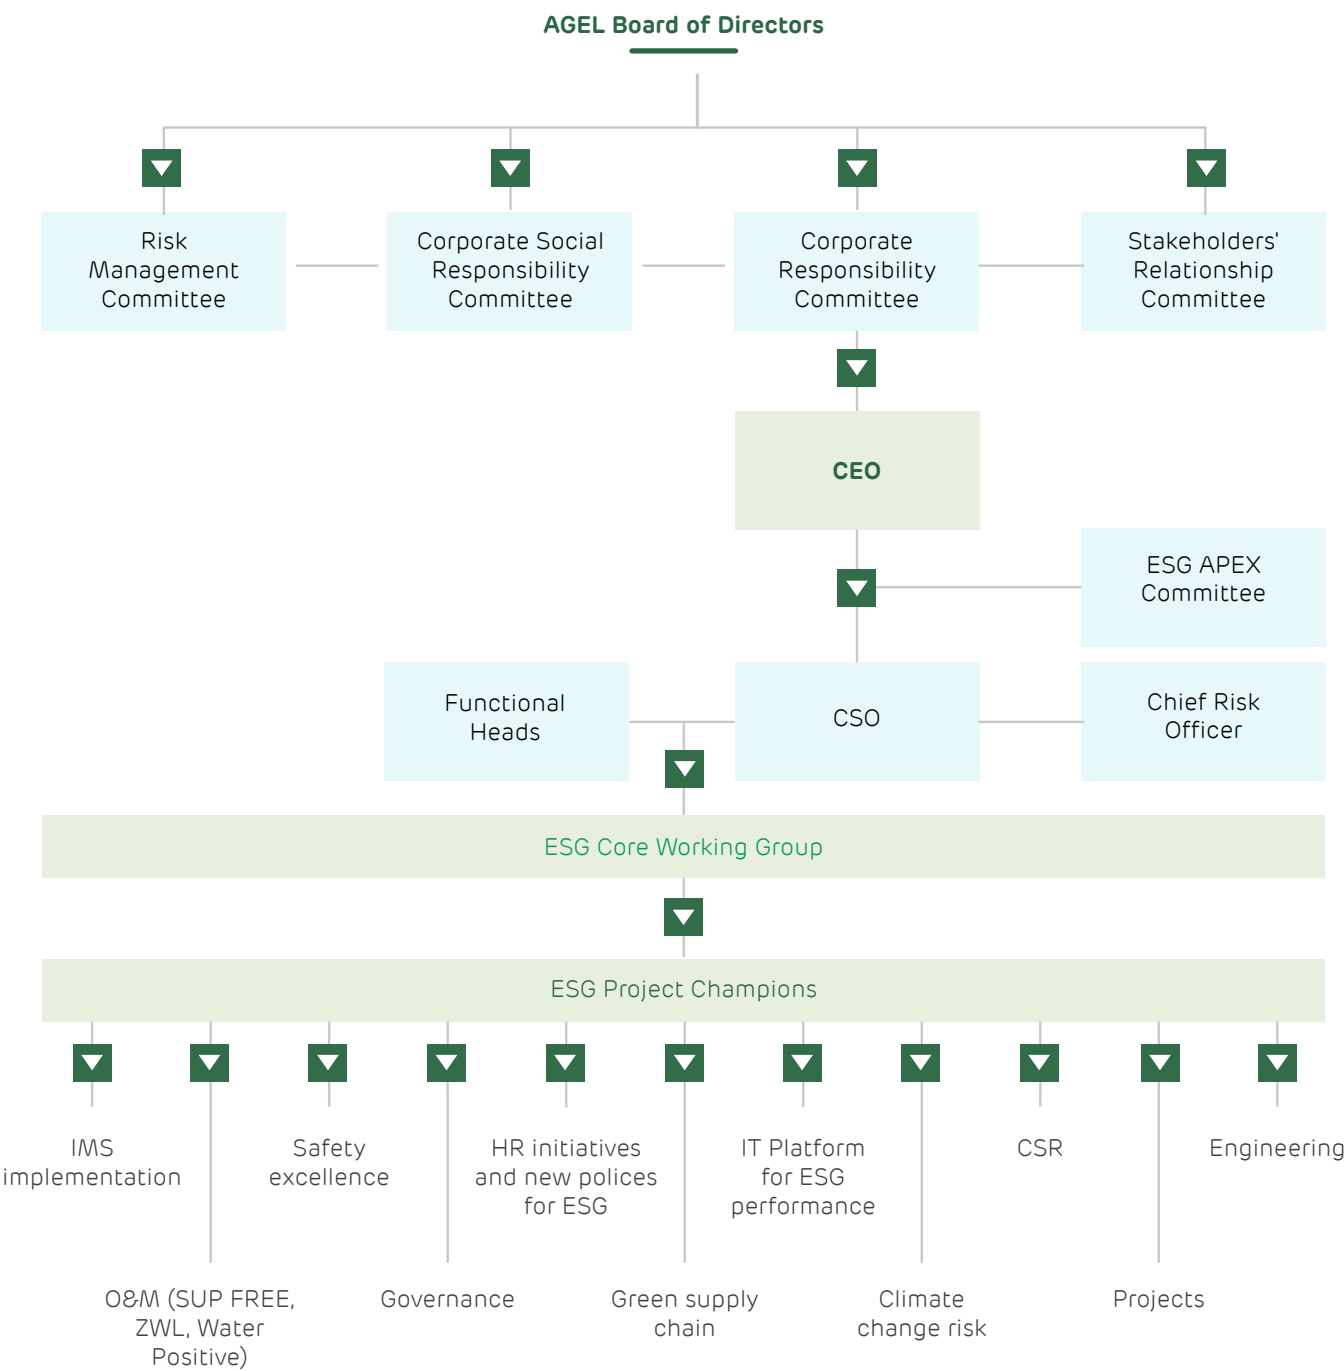 AGEL Board of Directors
Risk
Management
Committee
Corporate Social
Responsibility
Committee
Corporate
Responsibility
Committee
Stakeholders'
Relationship
Committee
CEO
ESG APEX
Committee
Functional
Heads
CSO
Chief Risk
Officer
ESG Core Working Group
ESG Project Champions
IMS
implementation
Safety
excellence
HR initiatives
and new polices
for ESG
IT Platform
for ESG
performance
CSR
Engineering
O&M (SUP FREE,
ZWL, Water
Positive)
Governance
Green supply
chain
Climate
change risk
Projects